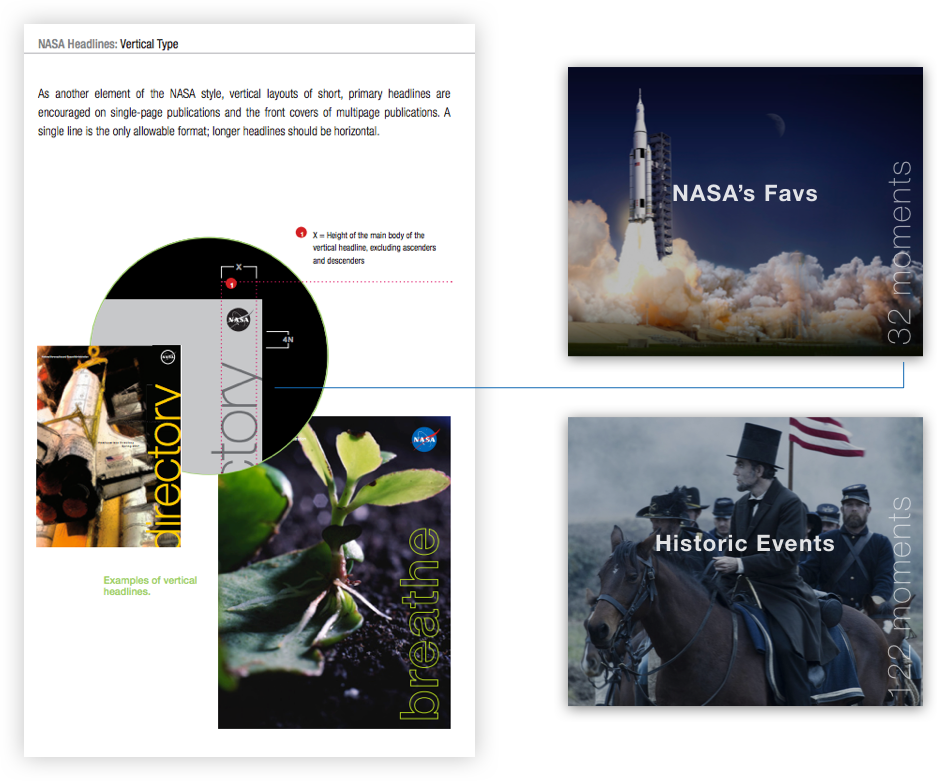 NASA Headlines: Vertical Type
As another element of the NASA style, vertical layouts of short, primary headlines are
encouraged on single-page publications and the front covers of multipage publications. A
single line is the only allowable format; longer headlines should be horizontal.
1 X = Height of the main body of the
vertical headline, excluding ascenders
and descenders
X
1
NASA
4N
ctory
directory
NASA
breathe
Examples of vertical
headlines.
NASA's Favs
32 moments
Historic Events
122 moments